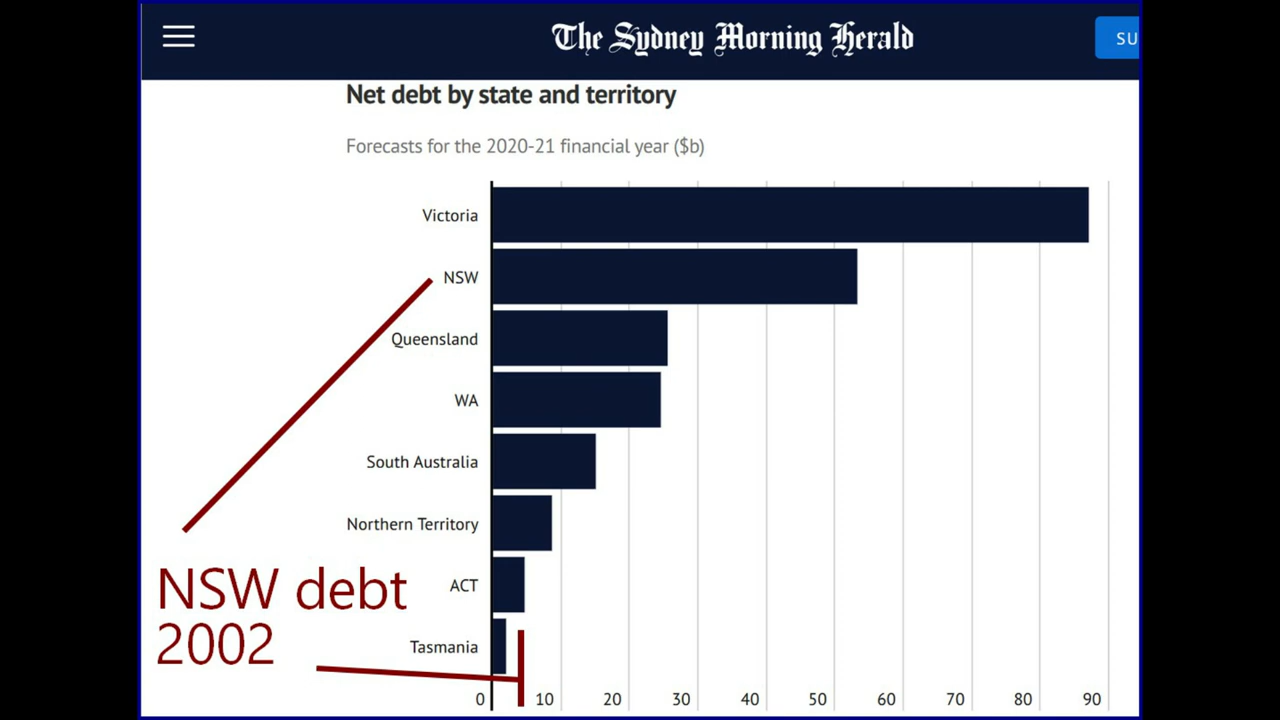 The Sydney Morning Herald
SU
Net debt by state and territory
Forecasts for the 2020-21 financial year ($b)
Victoria
NSW
Queensland
WA
South Australia
Northern Territory
ACT
Tasmania
0 10 20 30 40 50 60 70 80 90
NSW debt
2002